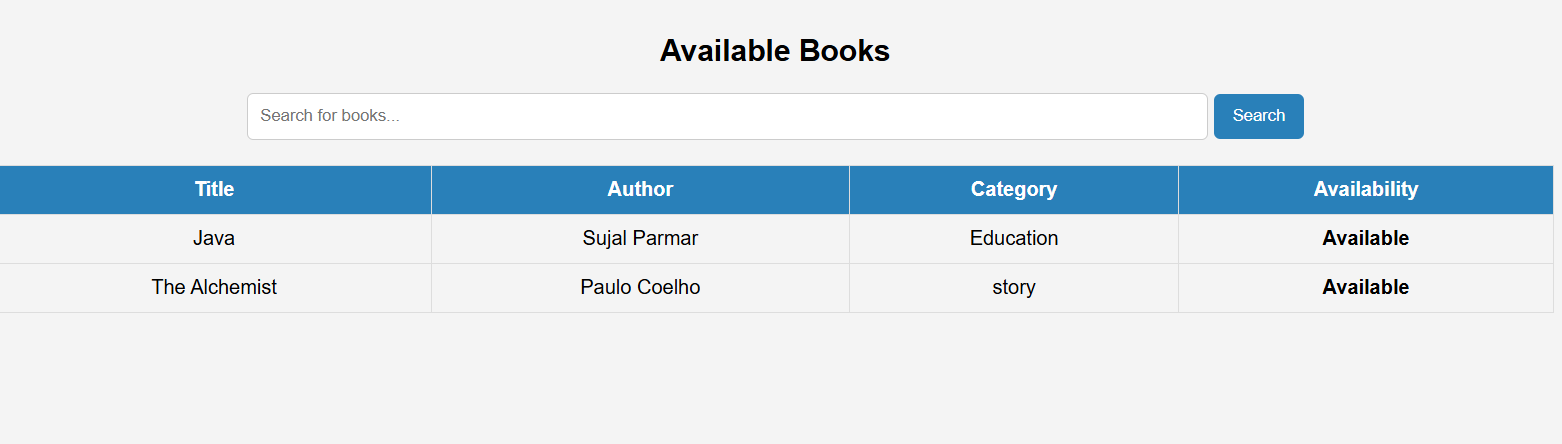 Available Books
Search for books...
Search
Title Author Category Availability
Java Sujal Parmar Education Available
The Alchemist Paulo Coelho story Available